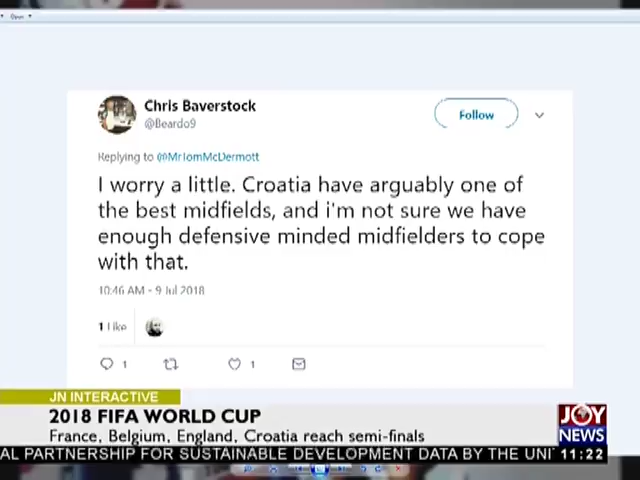 Open
Chris Baverstock
@Beardo9
Follow
Replying to @MrTomMcDermott
I worry a little. Croatia have arguably one of
the best midfields, and i'm not sure we have
enough defensive minded midfielders to cope
with that.
10:46 AM - 9 Jul 2018
1 like
1
1
JN INTERACTIVE
2018 FIFA WORLD CUP
France, Belgium, England, Croatia reach semi-finals
JOY
NEWS
AL PARTNERSHIP FOR SUSTAINABLE DEVELOPMENT DATA BY THE UNI
11:22